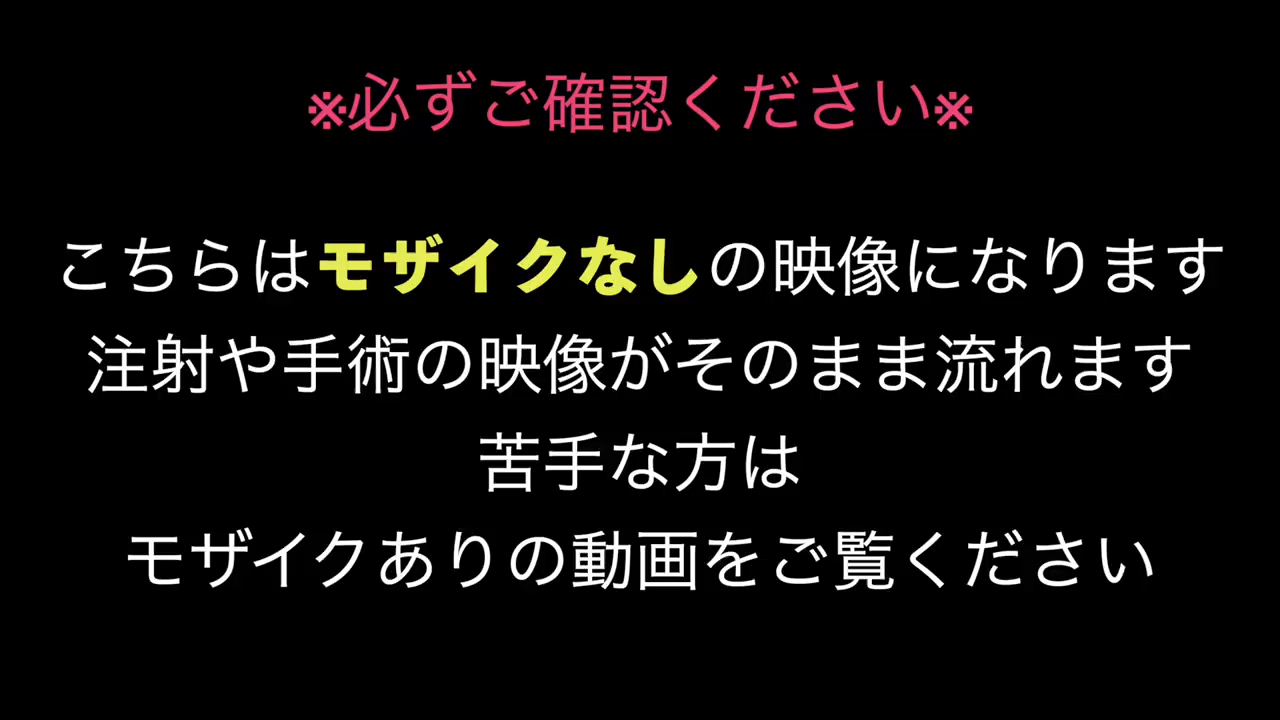 ※必ずご確認ください※
こちらはモザイクなしの映像になります
注射や手術の映像がそのまま流れます
苦手な方は
モザイクありの動画をご覧ください